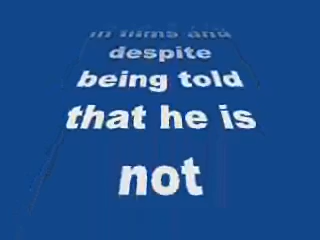 in films and
despite
being told
that he is
not